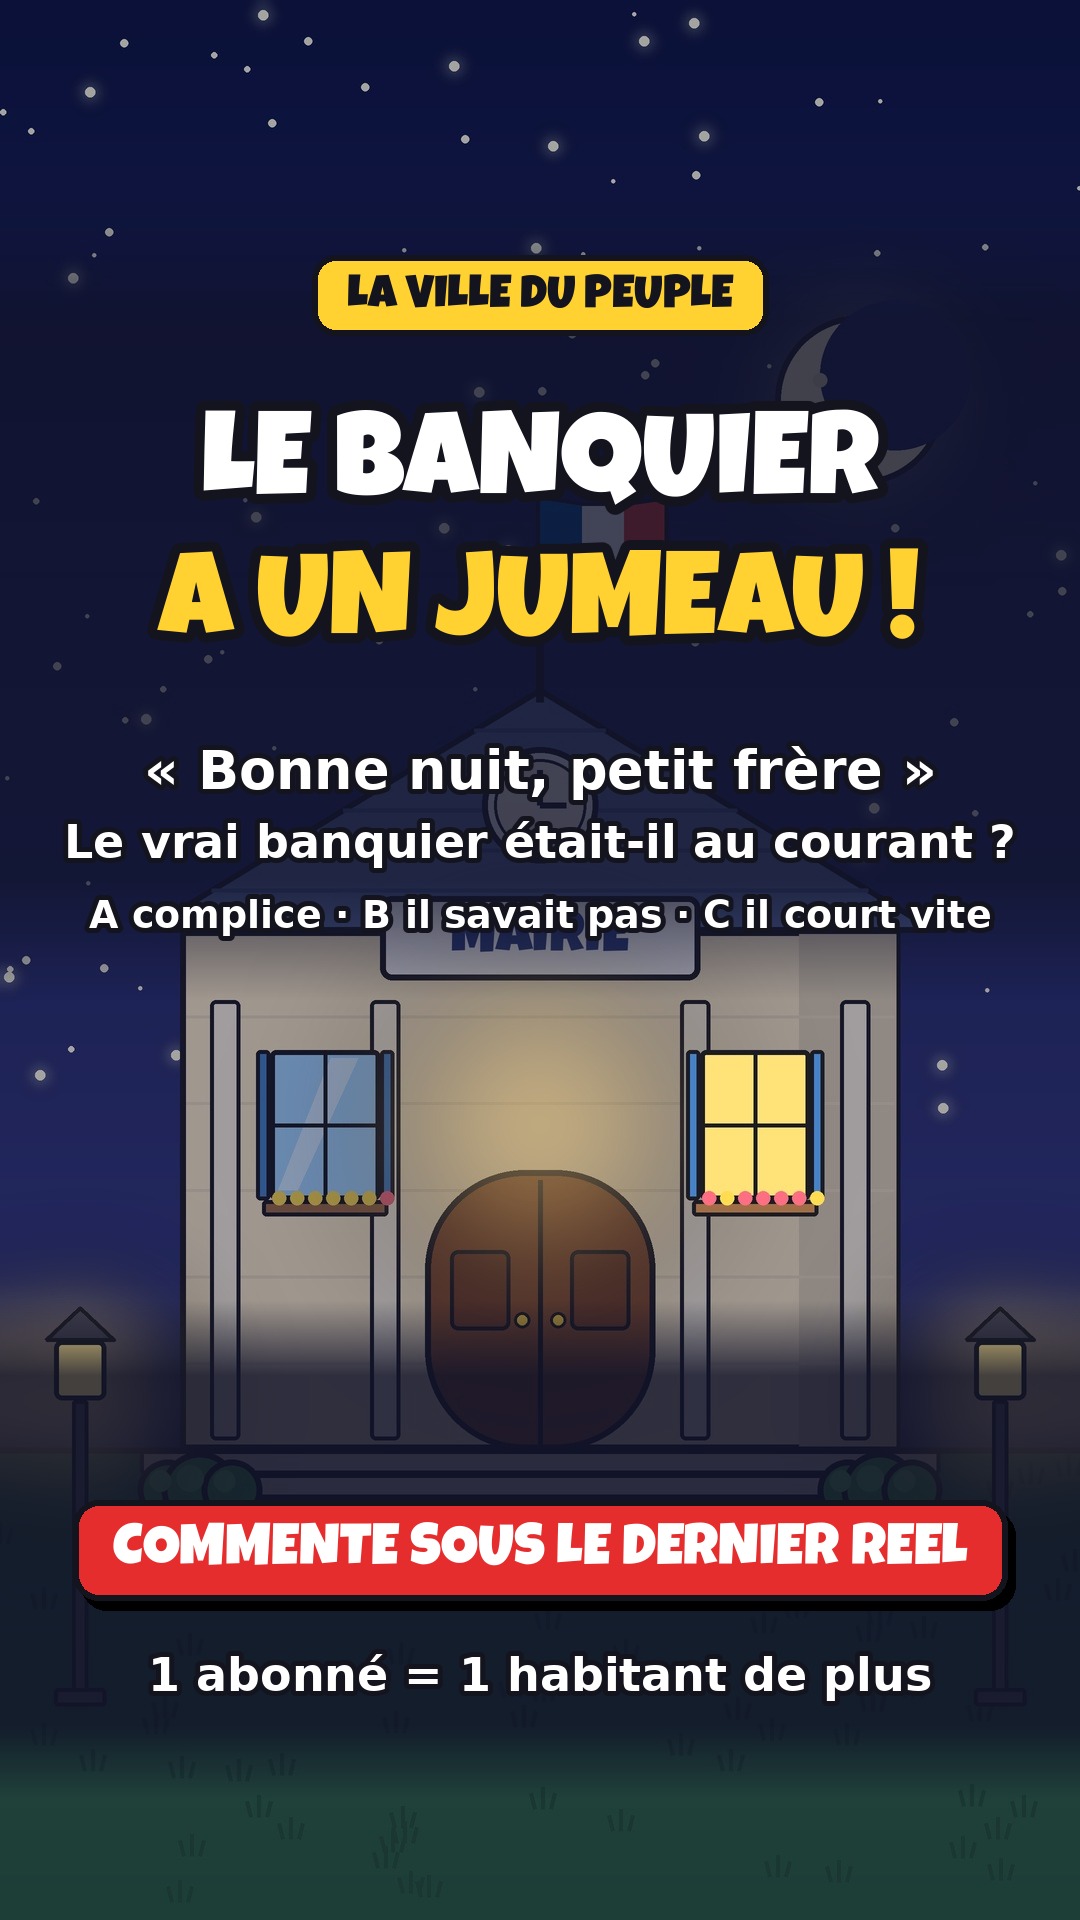 LA VILLE DU PEUPLE
LE BANQUIER
A UN JUMEAU !
« Bonne nuit, petit frère »
Le vrai banquier était-il au courant ?
A complice · B il savait pas · C il court vite
MAIRIE
COMMENTE SOUS LE DERNIER REEL
1 abonné = 1 habitant de plus